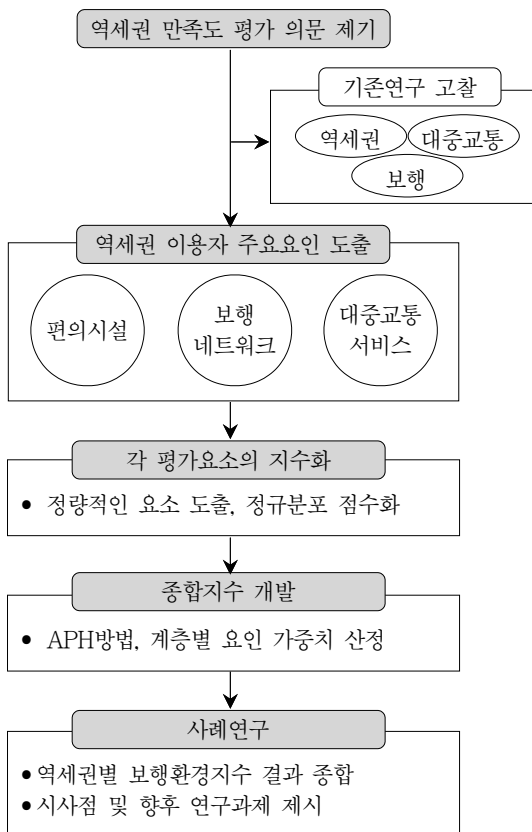 역세권 만족도 평가 의문 제기
기존연구 고찰
역세권
대중교통
보행
역세권 이용자 주요요인 도출
편의시설
보행
네트워크
대중교통
서비스
각 평가요소의 지수화
• 정량적인 요소 도출, 정규분포 점수화
종합지수 개발
• APH방법, 계층별 요인 가중치 산정
사례연구
•역세권별 보행환경지수 결과 종합
•시사점 및 향후 연구과제 제시